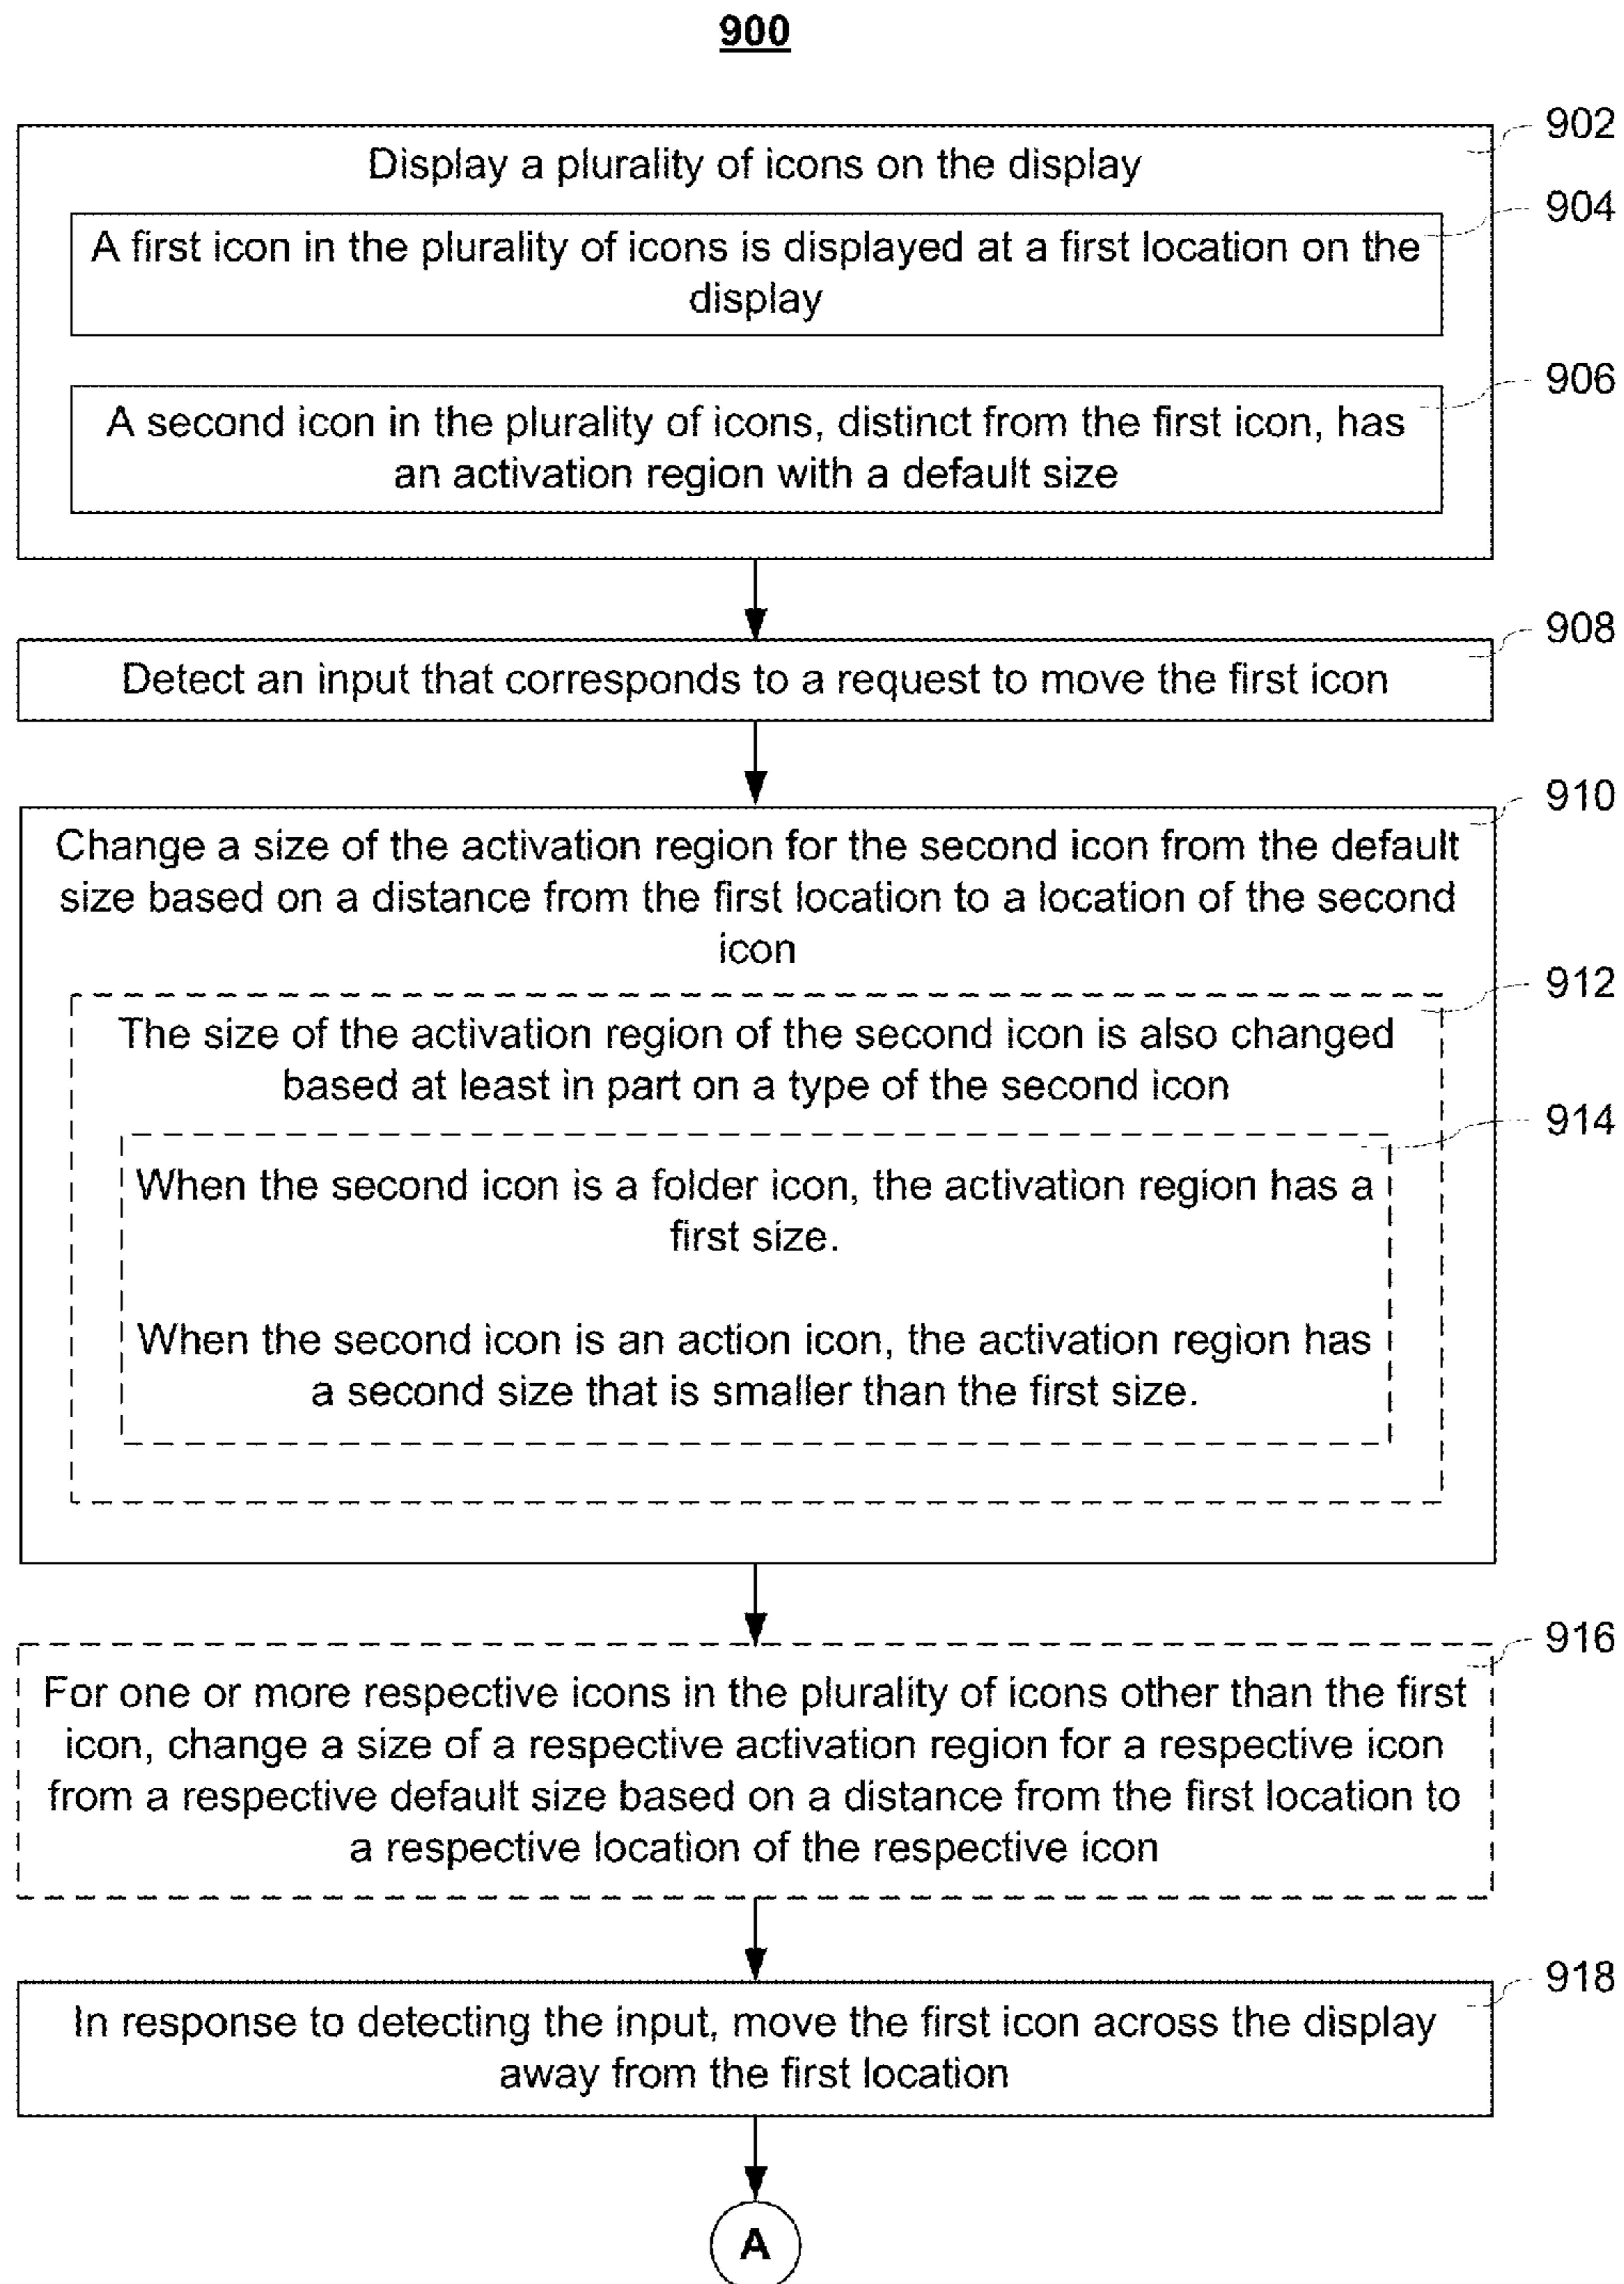 900
902
Display a plurality of icons on the display
904
A first icon in the plurality of icons is displayed at a first location on the
display
906
A second icon in the plurality of icons, distinct from the first icon, has
an activation region with a default size
908
Detect an input that corresponds to a request to move the first icon
910
Change a size of the activation region for the second icon from the default
size based on a distance from the first location to a location of the second
icon
912
The size of the activation region of the second icon is also changed
based at least in part on a type of the second icon
914
When the second icon is a folder icon, the activation region has a
first size.
When the second icon is an action icon, the activation region has
a second size that is smaller than the first size.
916
For one or more respective icons in the plurality of icons other than the first
icon, change a size of a respective activation region for a respective icon
from a respective default size based on a distance from the first location to
a respective location of the respective icon
918
In response to detecting the input, move the first icon across the display
away from the first location
A